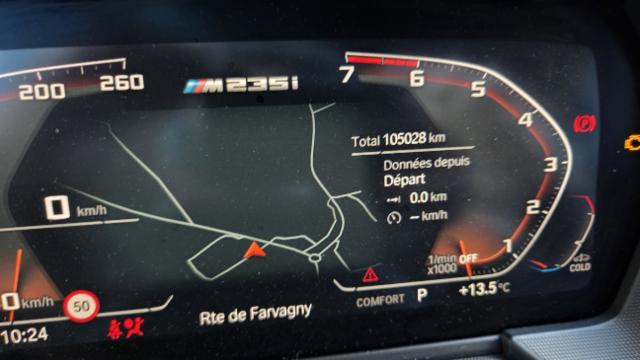 200
260
M235i
7
6
5
4
3
2
1
Total 105028 km
Données depuis
Départ
0.0 km
-- km/h
0 km/h
1/min OFF
x1000
COLD
0 km/h
50
COMFORT P +13.5°C
Rte de Farvagny
10:24